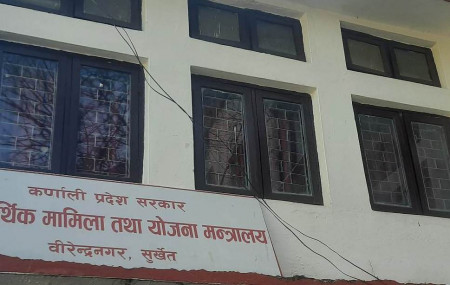 कर्णाली प्रदेश सरकार
र्थिक मामिला तथा योजना मन्त्रालय
वीरेन्द्रनगर, सुर्खेत